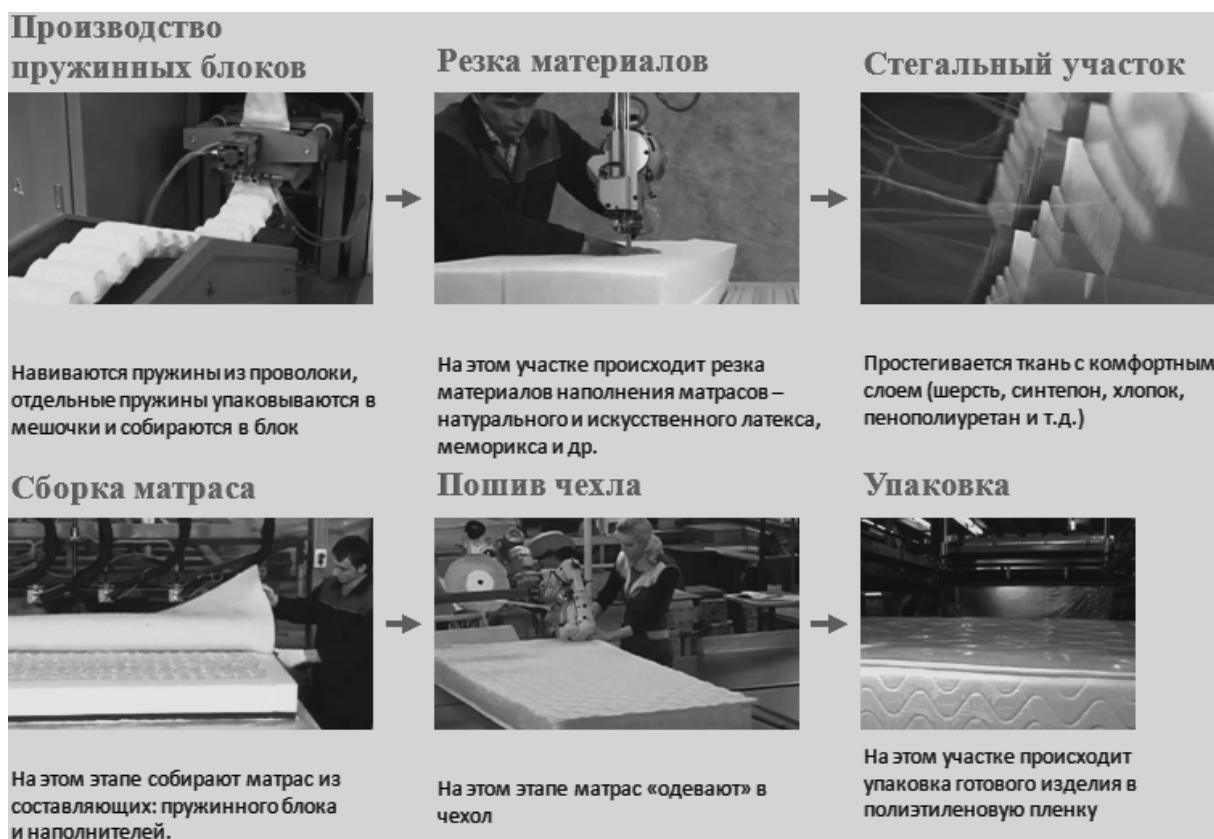 Производство
пружинных блоков
Резка материалов
Стегальный участок
Навиваются пружины из проволоки,
отдельные пружины упаковываются в
мешочки и собираются в блок
На этом участке происходит резка
материалов наполнения матрасов –
натурального и искусственного латекса,
меморикса и др.
Простегивается ткань с комфортным
слоем (шерсть, синтепон, хлопок,
пенополиуретан и т.д.)
Сборка матраса
Пошив чехла
Упаковка
На этом этапе собирают матрас из
составляющих: пружинного блока
и наполнителей.
На этом этапе матрас «одевают» в
чехол
На этом участке происходит
упаковка готового изделия в
полиэтиленовую пленку